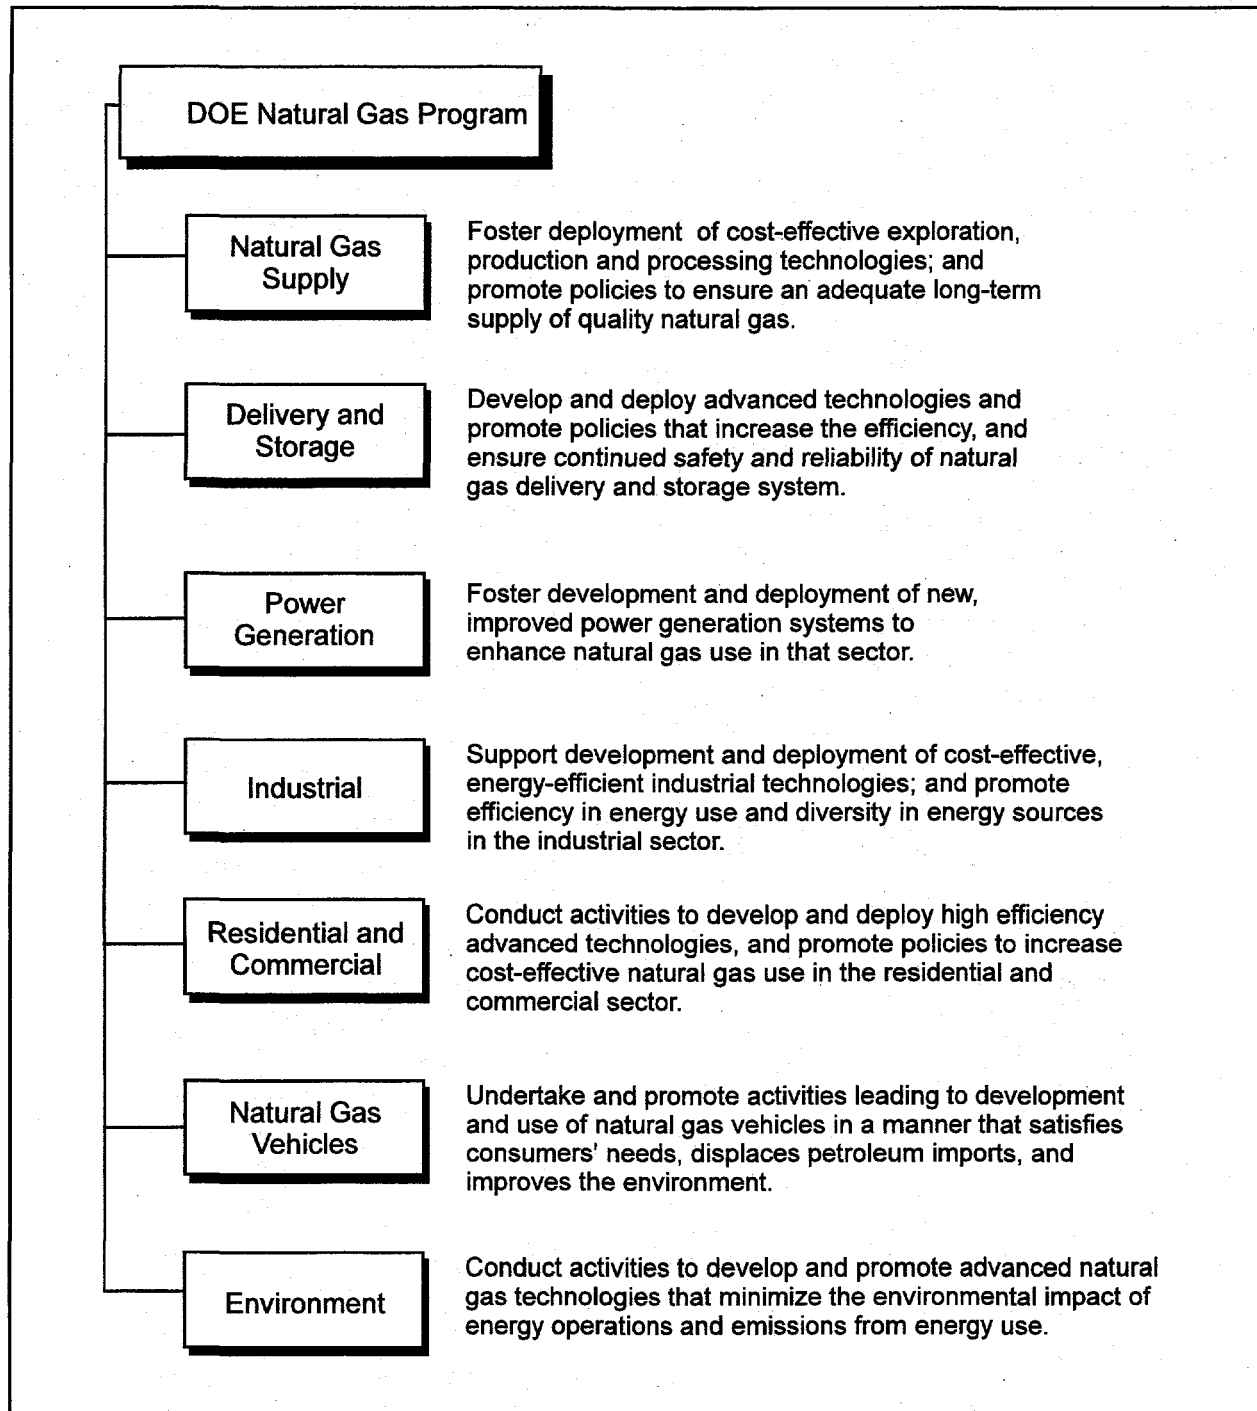 DOE Natural Gas Program
Natural Gas
Supply
Foster deployment of cost-effective exploration,
production and processing technologies; and
promote policies to ensure an adequate long-term
supply of quality natural gas.
Delivery and
Storage
Develop and deploy advanced technologies and
promote policies that increase the efficiency, and
ensure continued safety and reliability of natural
gas delivery and storage system.
Power
Generation
Foster development and deployment of new,
improved power generation systems to
enhance natural gas use in that sector.
Industrial
Support development and deployment of cost-effective,
energy-efficient industrial technologies; and promote
efficiency in energy use and diversity in energy sources
in the industrial sector.
Residential and
Commercial
Conduct activities to develop and deploy high efficiency
advanced technologies, and promote policies to increase
cost-effective natural gas use in the residential and
commercial sector.
Natural Gas
Vehicles
Undertake and promote activities leading to development
and use of natural gas vehicles in a manner that satisfies
consumers' needs, displaces petroleum imports, and
improves the environment.
Environment
Conduct activities to develop and promote advanced natural
gas technologies that minimize the environmental impact of
energy operations and emissions from energy use.